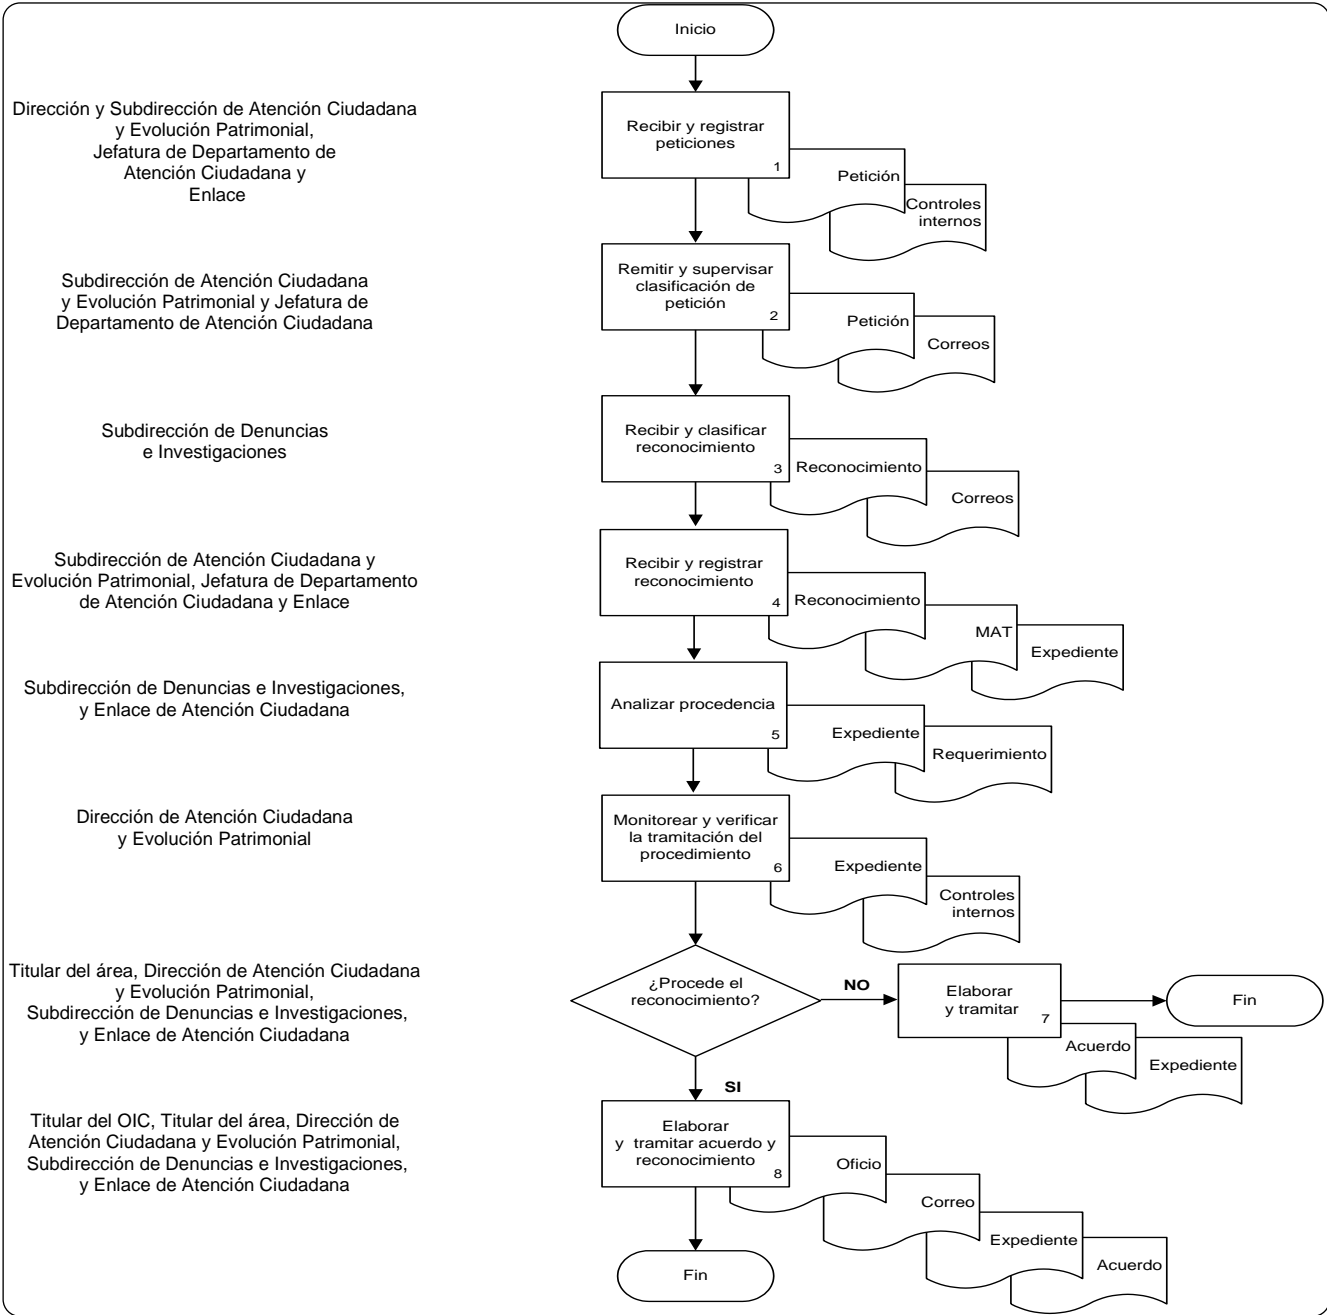 Inicio
Dirección y Subdirección de Atención Ciudadana
y Evolución Patrimonial,
Jefatura de Departamento de
Atención Ciudadana y
Enlace
Recibir y registrar
peticiones
1
Petición
Controles
internos
Subdirección de Atención Ciudadana
y Evolución Patrimonial y Jefatura de
Departamento de Atención Ciudadana
Remitir y supervisar
clasificación de
petición
2
Petición
Correos
Subdirección de Denuncias
e Investigaciones
Recibir y clasificar
reconocimiento
3
Reconocimiento
Correos
Subdirección de Atención Ciudadana y
Evolución Patrimonial, Jefatura de Departamento
de Atención Ciudadana y Enlace
Recibir y registrar
reconocimiento
4
Reconocimiento
MAT
Expediente
Subdirección de Denuncias e Investigaciones,
y Enlace de Atención Ciudadana
Analizar procedencia
5
Expediente
Requerimiento
Dirección de Atención Ciudadana
y Evolución Patrimonial
Monitorear y verificar
la tramitación del
procedimiento
6
Expediente
Controles
internos
Titular del área, Dirección de Atención Ciudadana
y Evolución Patrimonial,
Subdirección de Denuncias e Investigaciones,
y Enlace de Atención Ciudadana
¿Procede el
reconocimiento?
NO
Elaborar
y tramitar
7
Fin
Acuerdo
Expediente
SI
Titular del OIC, Titular del área, Dirección de
Atención Ciudadana y Evolución Patrimonial,
Subdirección de Denuncias e Investigaciones,
y Enlace de Atención Ciudadana
Elaborar
y tramitar acuerdo y
reconocimiento
8
Oficio
Correo
Expediente
Acuerdo
Fin